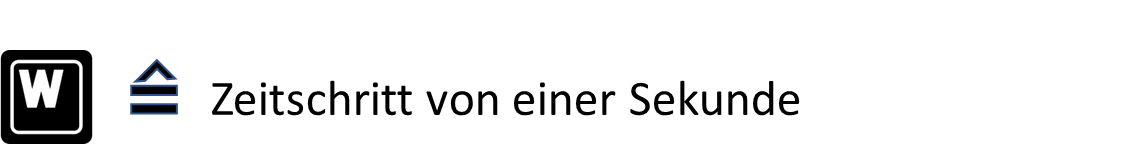 W ≙ Zeitschritt von einer Sekunde